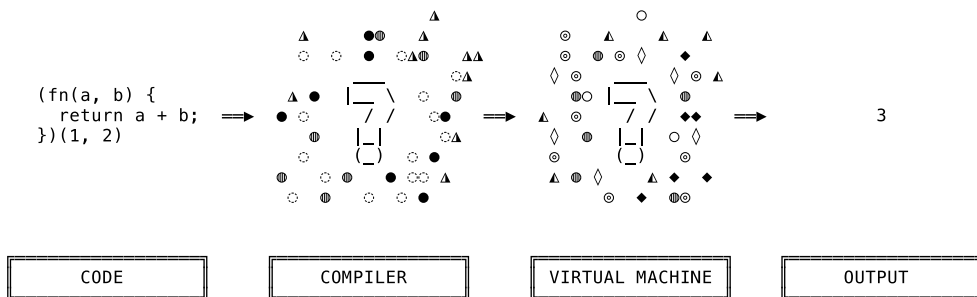 (fn(a, b) {
return a + b;
})(1, 2)
3
CODE
COMPILER
VIRTUAL MACHINE
OUTPUT